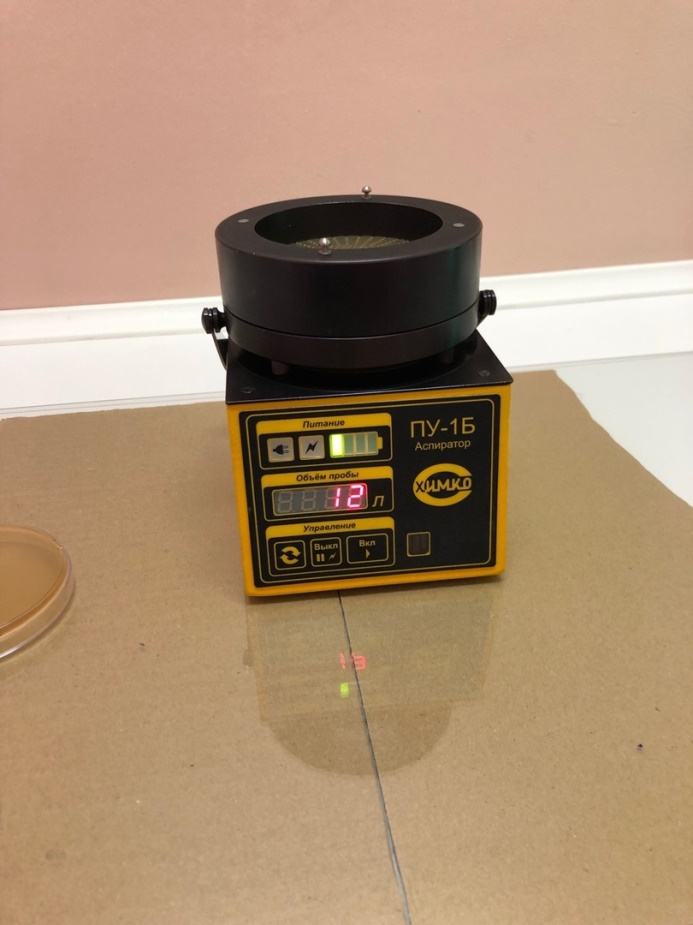 Питание
ПУ-1Б
Аспиратор
Объём пробы
12 л
ХИМКО
Управление
Выкл
Вкл